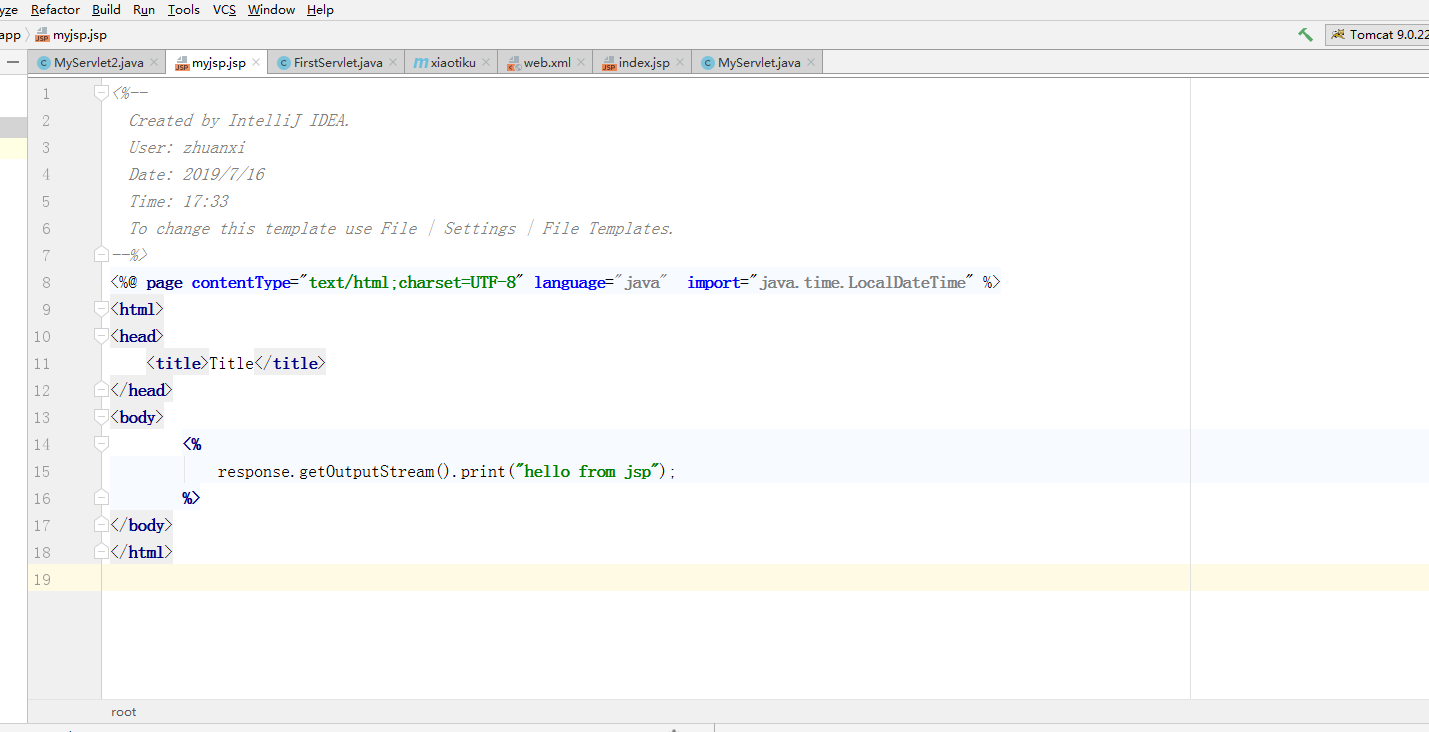 yze Refactor Build Run Tools VCS Window Help
app myjsp.jsp Tomcat 9.0.22
MyServlet2.java myjsp.jsp FirstServlet.java xiaotiku web.xml index.jsp MyServlet.java
1 <%--
2 Created by IntelliJ IDEA.
3 User: zhuanxi
4 Date: 2019/7/16
5 Time: 17:33
6 To change this template use File | Settings | File Templates.
7 --%>
8 <%@ page contentType="text/html;charset=UTF-8" language="java" import="java.time.LocalDateTime" %>
9 <html>
10 <head>
11 <title>Title</title>
12 </head>
13 <body>
14 <%
15 response.getOutputStream().print("hello from jsp");
16 %>
17 </body>
18 </html>
19
root